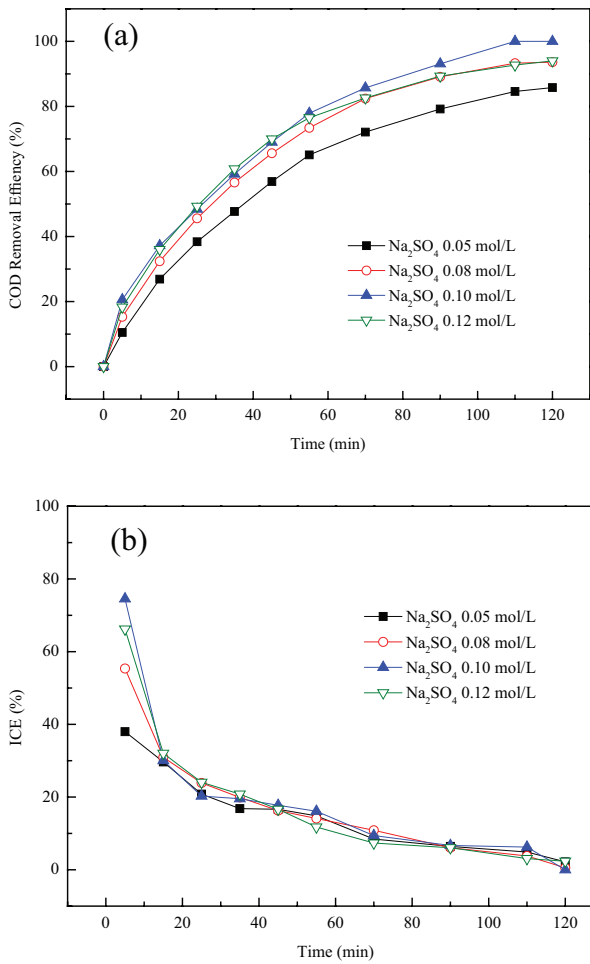 (a)
COD Removal Effiency (%)
100
80
60
40
20
0
Na₂SO₄ 0.05 mol/L
Na₂SO₄ 0.08 mol/L
Na₂SO₄ 0.10 mol/L
Na₂SO₄ 0.12 mol/L
0 20 40 60 80 100 120
Time (min)
(b)
ICE (%)
100
80
60
40
20
0
Na₂SO₄ 0.05 mol/L
Na₂SO₄ 0.08 mol/L
Na₂SO₄ 0.10 mol/L
Na₂SO₄ 0.12 mol/L
0 20 40 60 80 100 120
Time (min)